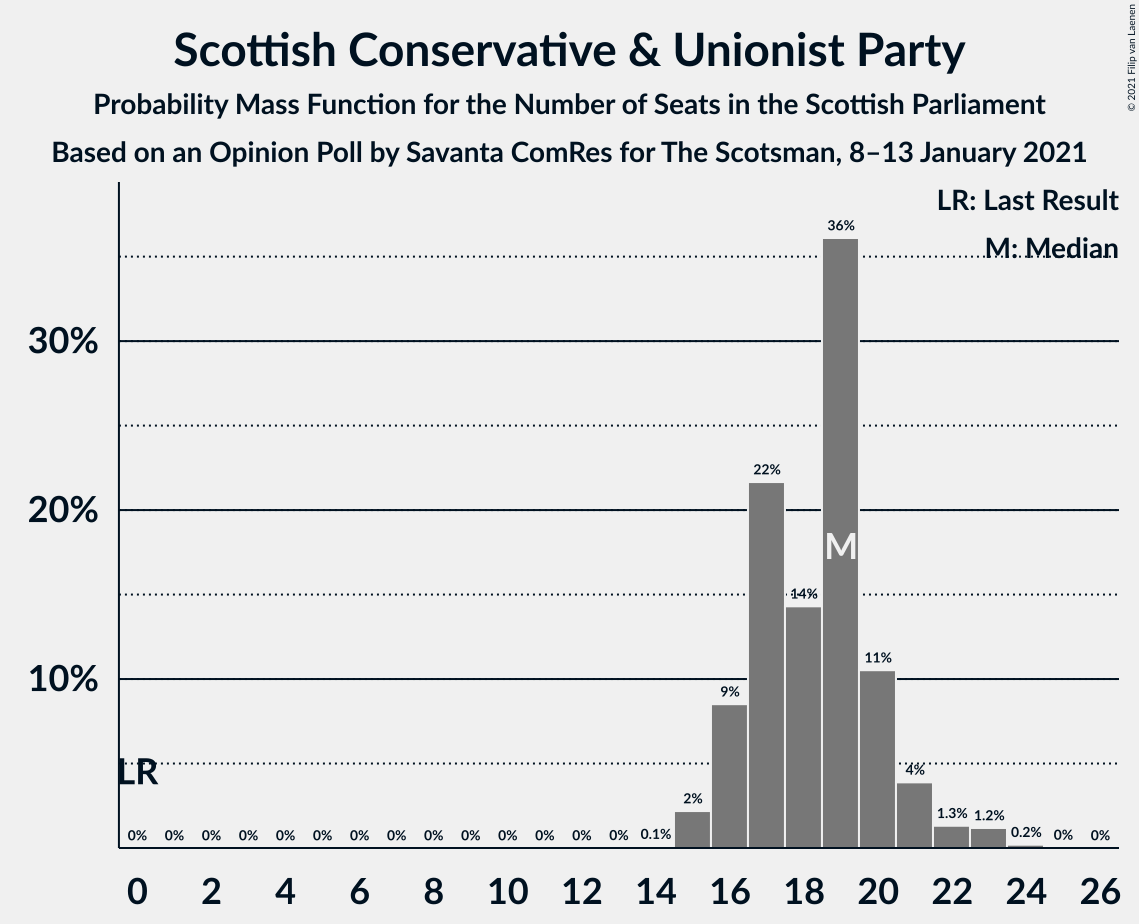 Scottish Conservative & Unionist Party
Probability Mass Function for the Number of Seats in the Scottish Parliament
Based on an Opinion Poll by Savanta ComRes for The Scotsman, 8–13 January 2021
© 2021 Filip van Laenen
LR: Last Result
M: Median
30%
20%
10%
LR
M
0% 0% 0% 0% 0% 0% 0% 0% 0% 0% 0% 0% 0% 0% 0.1% 2% 9% 22% 14% 36% 11% 4% 1.3% 1.2% 0.2% 0% 0%
0 2 4 6 8 10 12 14 16 18 20 22 24 26